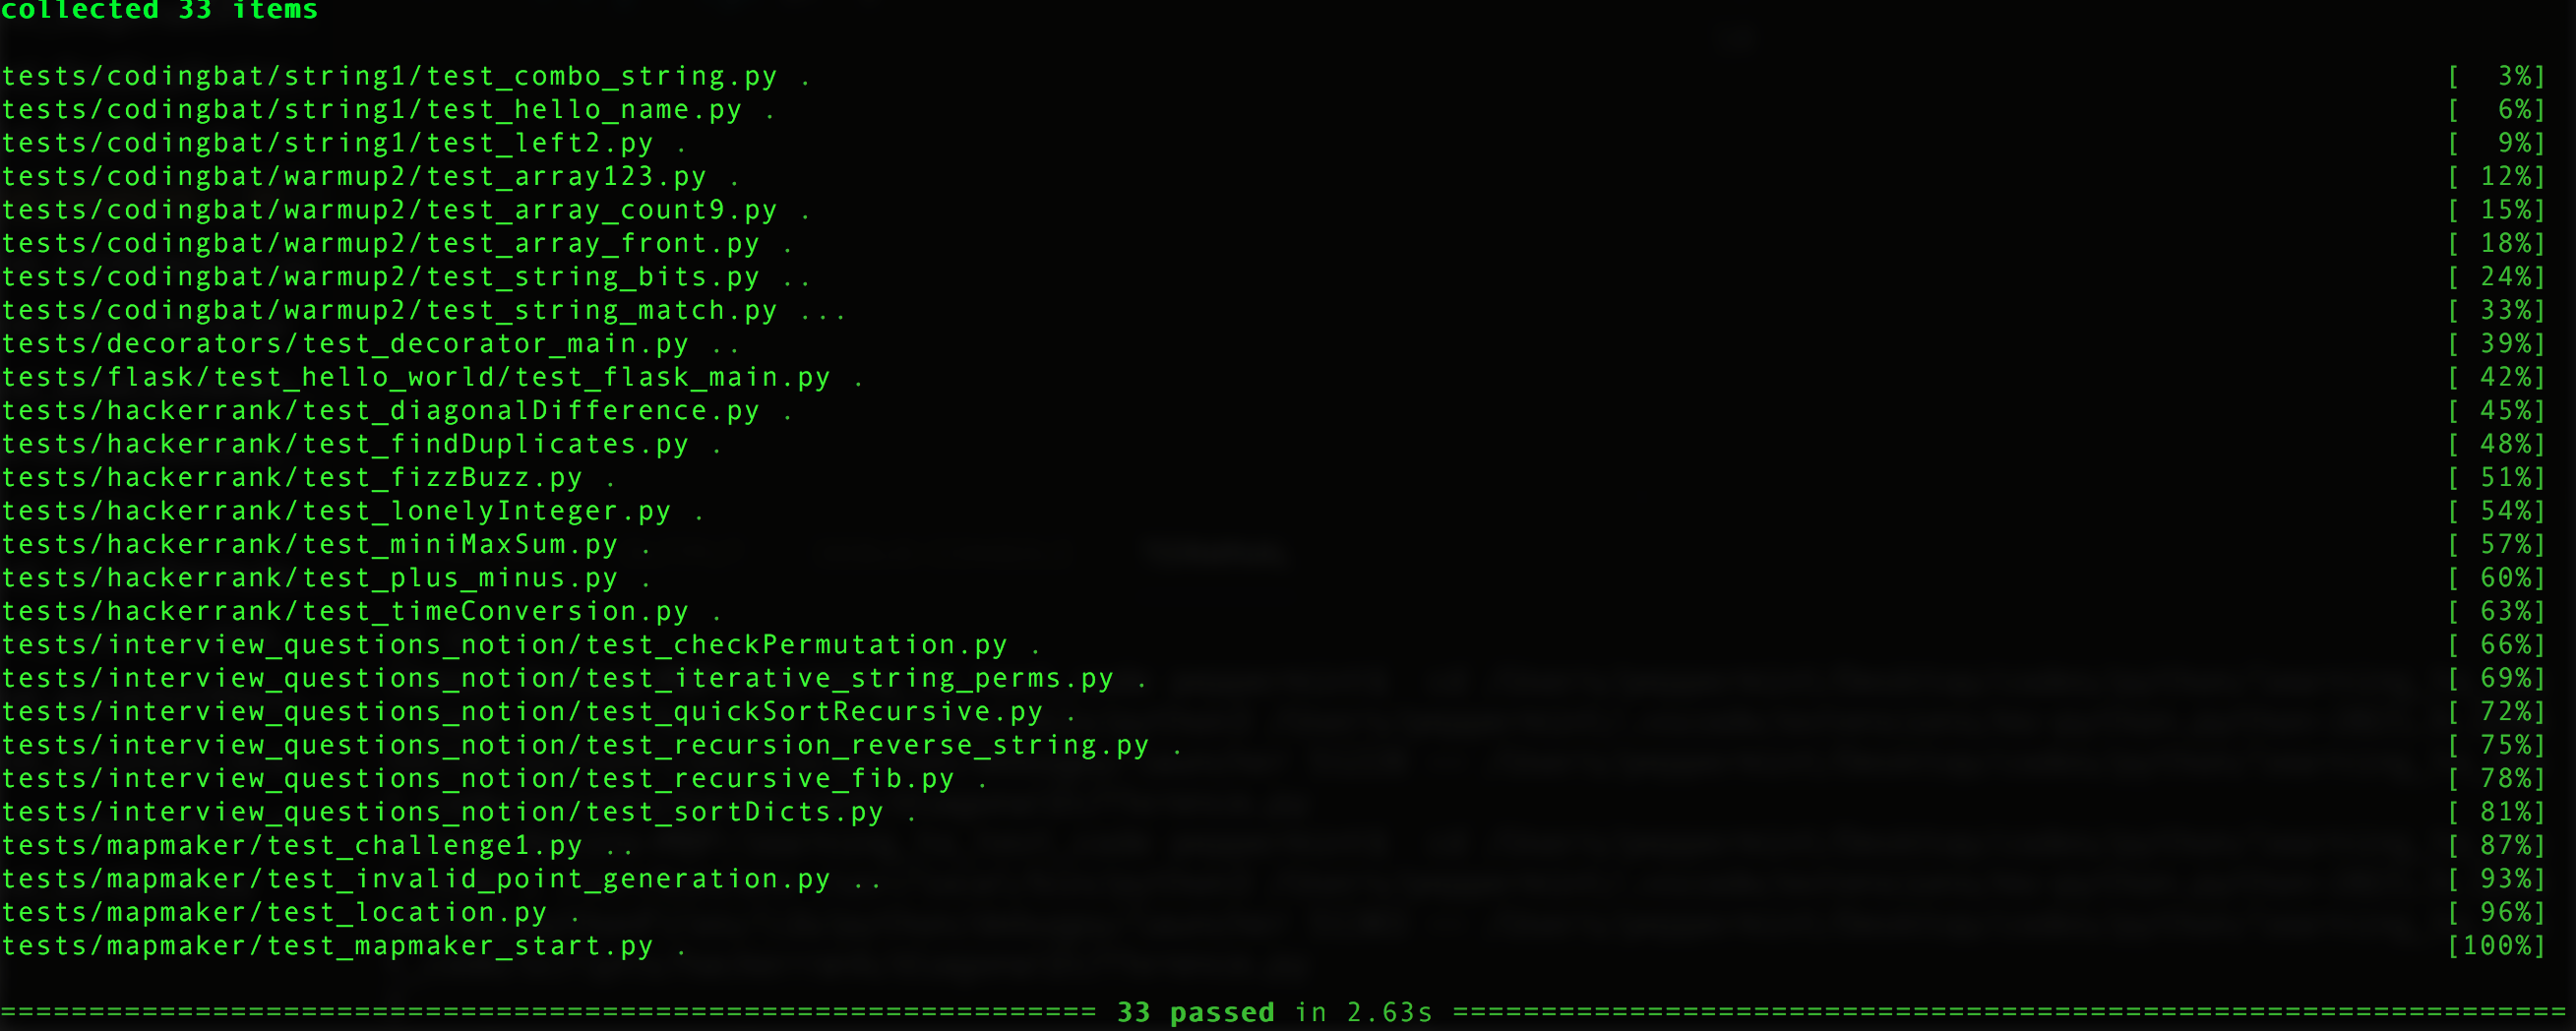 collected 33 items
tests/codingbat/string1/test_combo_string.py . [  3%]
tests/codingbat/string1/test_hello_name.py . [  6%]
tests/codingbat/string1/test_left2.py . [  9%]
tests/codingbat/warmup2/test_array123.py . [ 12%]
tests/codingbat/warmup2/test_array_count9.py . [ 15%]
tests/codingbat/warmup2/test_array_front.py . [ 18%]
tests/codingbat/warmup2/test_string_bits.py .. [ 24%]
tests/codingbat/warmup2/test_string_match.py ... [ 33%]
tests/decorators/test_decorator_main.py .. [ 39%]
tests/flask/test_hello_world/test_flask_main.py . [ 42%]
tests/hackerrank/test_diagonalDifference.py . [ 45%]
tests/hackerrank/test_findDuplicates.py . [ 48%]
tests/hackerrank/test_fizzBuzz.py . [ 51%]
tests/hackerrank/test_lonelyInteger.py . [ 54%]
tests/hackerrank/test_miniMaxSum.py . [ 57%]
tests/hackerrank/test_plus_minus.py . [ 60%]
tests/hackerrank/test_timeConversion.py . [ 63%]
tests/interview_questions_notion/test_checkPermutation.py . [ 66%]
tests/interview_questions_notion/test_iterative_string_perms.py . [ 69%]
tests/interview_questions_notion/test_quickSortRecursive.py . [ 72%]
tests/interview_questions_notion/test_recursion_reverse_string.py . [ 75%]
tests/interview_questions_notion/test_recursive_fib.py . [ 78%]
tests/interview_questions_notion/test_sortDicts.py . [ 81%]
tests/mapmaker/test_challenge1.py .. [ 87%]
tests/mapmaker/test_invalid_point_generation.py .. [ 93%]
tests/mapmaker/test_location.py . [ 96%]
tests/mapmaker/test_mapmaker_start.py . [100%]
============================================================== 33 passed in 2.63s ===============================================================